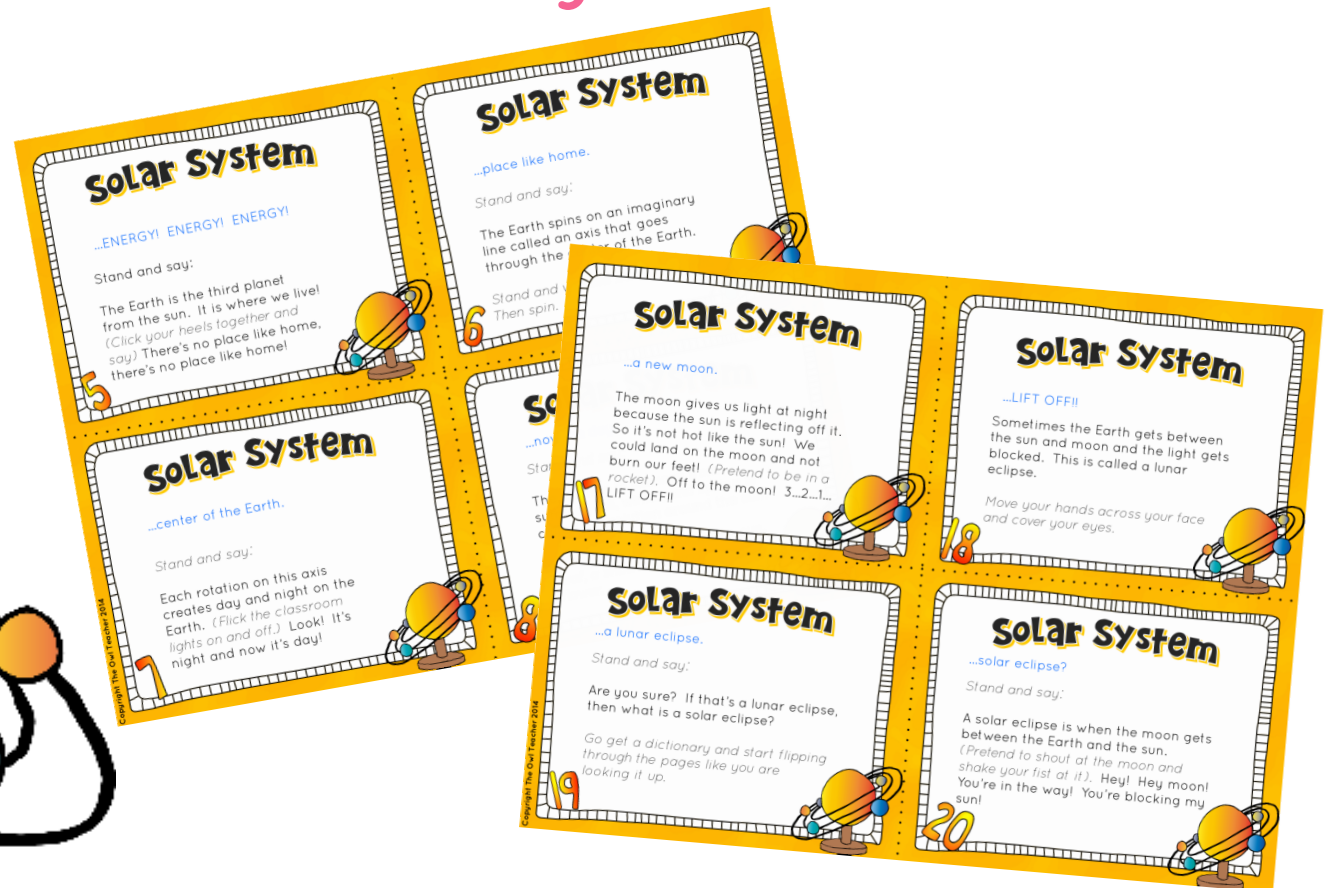 Solar System
...ENERGY! ENERGY! ENERGY!
Stand and say:
The Earth is the third planet
from the sun. It is where we live!
(Click your heels together and
say) There's no place like home,
there's no place like home!
5
Solar System
...place like home.
Stand and say:
The Earth spins on an imaginary
line called an axis that goes
through the of the Earth.
Stand and
Then spin.
6
Solar System
...center of the Earth.
Stand and say:
Each rotation on this axis
creates day and night on the
Earth. (Flick the classroom
lights on and off.) Look! It's
night and now it's day!
7
Copyright The Owl Teacher 2014
8
Solar System
...a new moon.
The moon gives us light at night
because the sun is reflecting off it.
So it's not hot like the sun! We
could land on the moon and not
burn our feet! (Pretend to be in a
rocket). Off to the moon! 3...2...1...
LIFT OFF!!
17
Solar System
...LIFT OFF!!
Sometimes the Earth gets between
the sun and moon and the light gets
blocked. This is called a lunar
eclipse.
Move your hands across your face
and cover your eyes.
18
Solar System
...a lunar eclipse.
Stand and say:
Are you sure? If that's a lunar eclipse,
then what is a solar eclipse?
Go get a dictionary and start flipping
through the pages like you are
looking it up.
19
Copyright The Owl Teacher 2014
Solar System
...solar eclipse?
Stand and say:
A solar eclipse is when the moon gets
between the Earth and the sun.
(Pretend to shout at the moon and
shake your fist at it). Hey! Hey moon!
You're in the way! You're blocking my
sun!
20